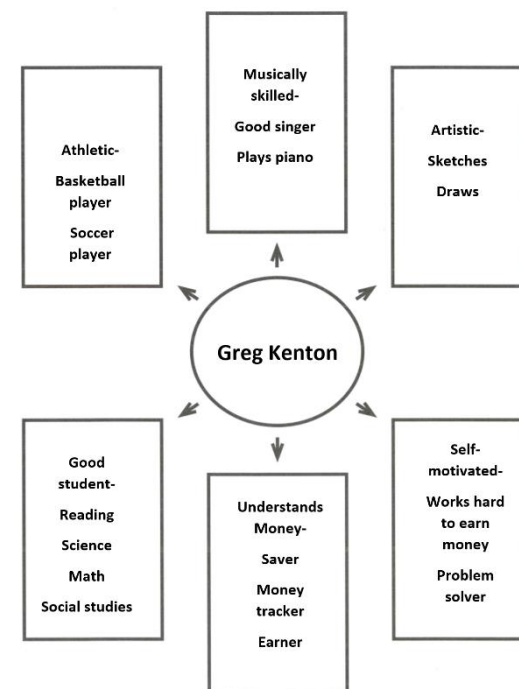 Musically
skilled-
Good singer
Plays piano
Athletic-
Basketball
player
Soccer
player
Artistic-
Sketches
Draws
Greg Kenton
Good
student-
Reading
Science
Math
Social studies
Understands
Money-
Saver
Money
tracker
Earner
Self-
motivated-
Works hard
to earn
money
Problem
solver